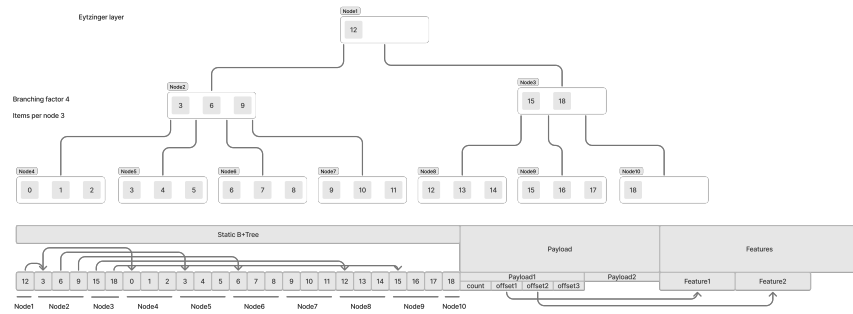 Eytzinger layer
Node1
12
Node2
Node3
Branching factor 4
3 6 9
15 18
Items per node 3
Node4 Node5 Node6 Node7 Node8 Node9 Node10
0 1 2 3 4 5 6 7 8 9 10 11 12 13 14 15 16 17 18
Static B+Tree
Payload
Features
12 3 6 9 15 18 0 1 2 3 4 5 6 7 8 9 10 11 12 13 14 15 16 17 18
Payload1 Payload2
count offset1 offset2 offset3
Feature1 Feature2
Node1 Node2 Node3 Node4 Node5 Node6 Node7 Node8 Node9 Node10